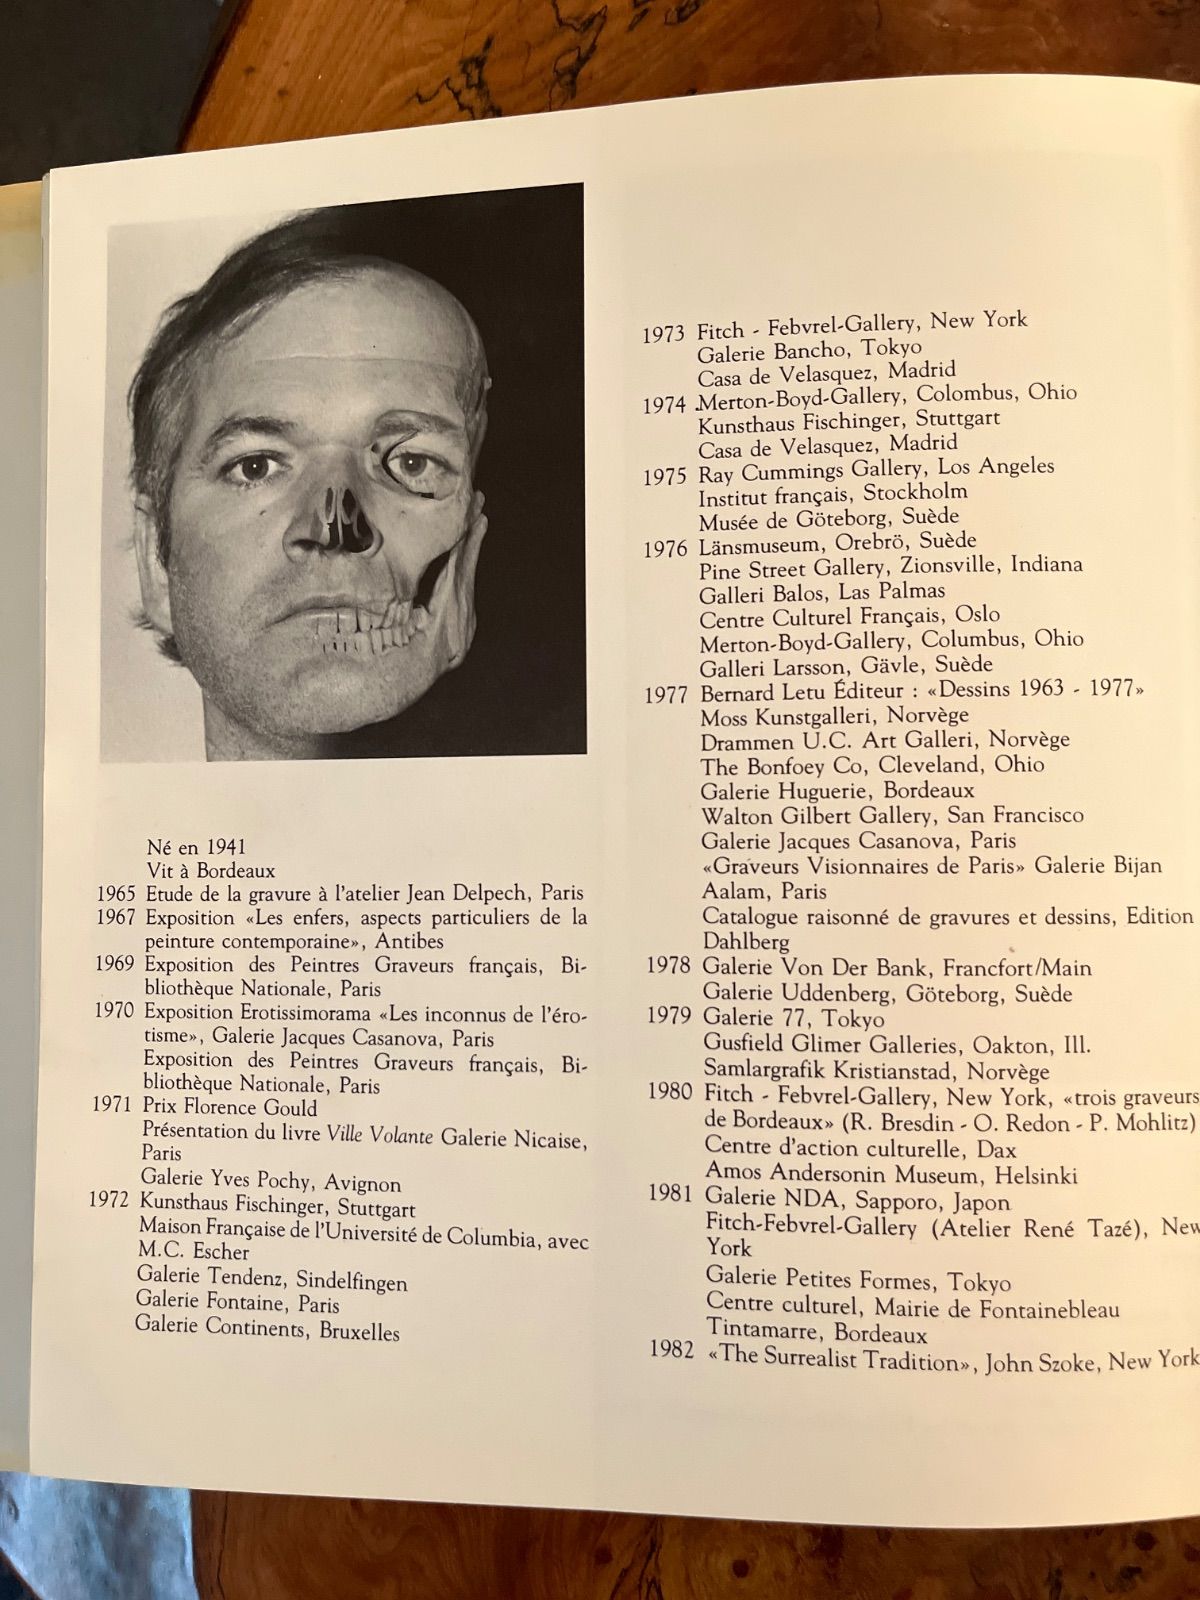 Né en 1941
Vit à Bordeaux
1965 Etude de la gravure à l'atelier Jean Delpech, Paris
1967 Exposition «Les enfers, aspects particuliers de la
peinture contemporaine», Antibes
1969 Exposition des Peintres Graveurs français, Bi-
bliothèque Nationale, Paris
1970 Exposition Erotissimorama «Les inconnus de l'éro-
tisme», Galerie Jacques Casanova, Paris
Exposition des Peintres Graveurs français, Bi-
bliothèque Nationale, Paris
1971 Prix Florence Gould
Présentation du livre Ville Volante Galerie Nicaise,
Paris
Galerie Yves Pochy, Avignon
1972 Kunsthaus Fischinger, Stuttgart
Maison Française de l'Université de Columbia, avec
M.C. Escher
Galerie Tendenz, Sindelfingen
Galerie Fontaine, Paris
Galerie Continents, Bruxelles
1973 Fitch - Febvrel-Gallery, New York
Galerie Bancho, Tokyo
Casa de Velasquez, Madrid
1974 Merton-Boyd-Gallery, Colombus, Ohio
Kunsthaus Fischinger, Stuttgart
Casa de Velasquez, Madrid
1975 Ray Cummings Gallery, Los Angeles
Institut français, Stockholm
Musée de Göteborg, Suède
1976 Länsmuseum, Orebrö, Suède
Pine Street Gallery, Zionsville, Indiana
Galleri Balos, Las Palmas
Centre Culturel Français, Oslo
Merton-Boyd-Gallery, Columbus, Ohio
Galleri Larsson, Gävle, Suède
1977 Bernard Letu Éditeur : «Dessins 1963 - 1977»
Moss Kunstgalleri, Norvège
Drammen U.C. Art Galleri, Norvège
The Bonfoey Co, Cleveland, Ohio
Galerie Huguerie, Bordeaux
Walton Gilbert Gallery, San Francisco
Galerie Jacques Casanova, Paris
«Graveurs Visionnaires de Paris» Galerie Bijan
Aalam, Paris
Catalogue raisonné de gravures et dessins, Edition
Dahlberg
1978 Galerie Von Der Bank, Francfort/Main
Galerie Uddenberg, Göteborg, Suède
1979 Galerie 77, Tokyo
Gusfield Glimer Galleries, Oakton, Ill.
Samlargrafik Kristianstad, Norvège
1980 Fitch - Febvrel-Gallery, New York, «trois graveurs
de Bordeaux» (R. Bresdin - O. Redon - P. Mohlitz)
Centre d'action culturelle, Dax
Amos Andersonin Museum, Helsinki
1981 Galerie NDA, Sapporo, Japon
Fitch-Febvrel-Gallery (Atelier René Tazé), New
York
Galerie Petites Formes, Tokyo
Centre culturel, Mairie de Fontainebleau
Tintamarre, Bordeaux
1982 «The Surrealist Tradition», John Szoke, New York